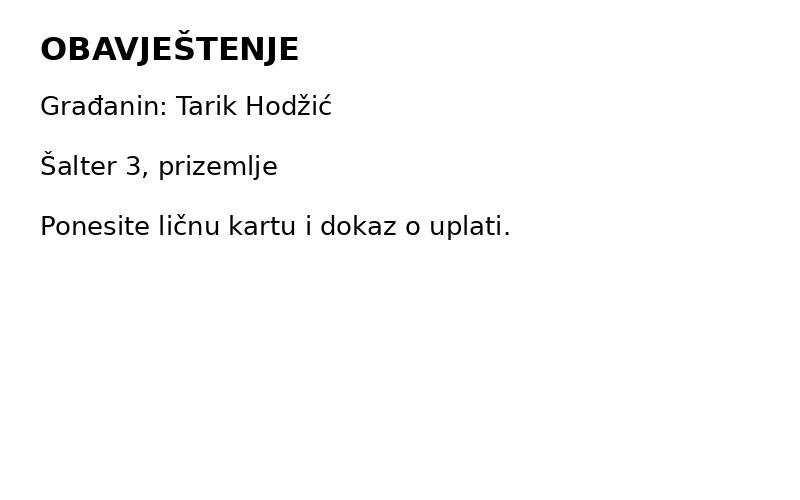 OBAVJEŠTENJE
Građanin: Tarik Hodžić
Šalter 3, prizemlje
Ponesite ličnu kartu i dokaz o uplati.